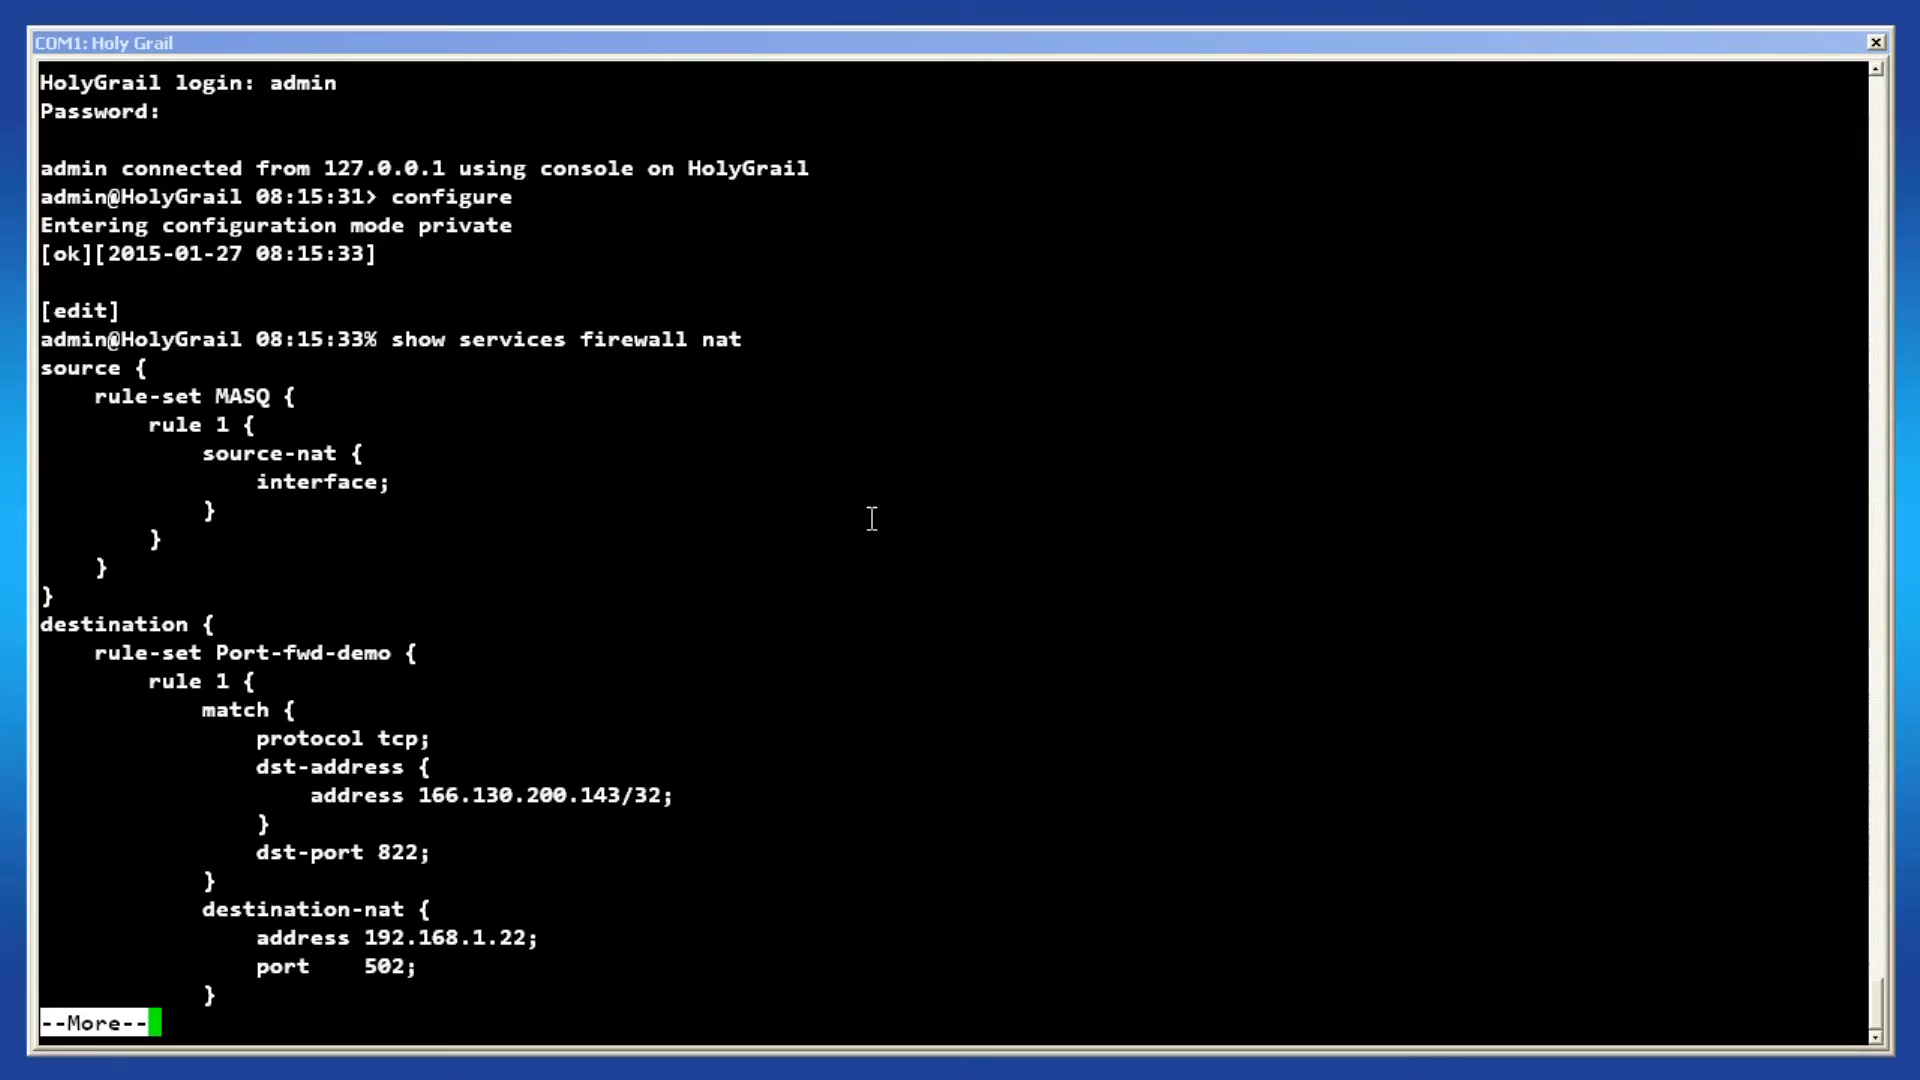 COM1: Holy Grail
HolyGrail login: admin
Password:
admin connected from 127.0.0.1 using console on HolyGrail
admin@HolyGrail 08:15:31> configure
Entering configuration mode private
[ok][2015-01-27 08:15:33]
[edit]
admin@HolyGrail 08:15:33% show services firewall nat
source {
    rule-set MASQ {
        rule 1 {
            source-nat {
                interface;
            }
        }
    }
}
destination {
    rule-set Port-fwd-demo {
        rule 1 {
            match {
                protocol tcp;
                dst-address {
                    address 166.130.200.143/32;
                }
                dst-port 822;
            }
            destination-nat {
                address 192.168.1.22;
                port    502;
            }
--More--